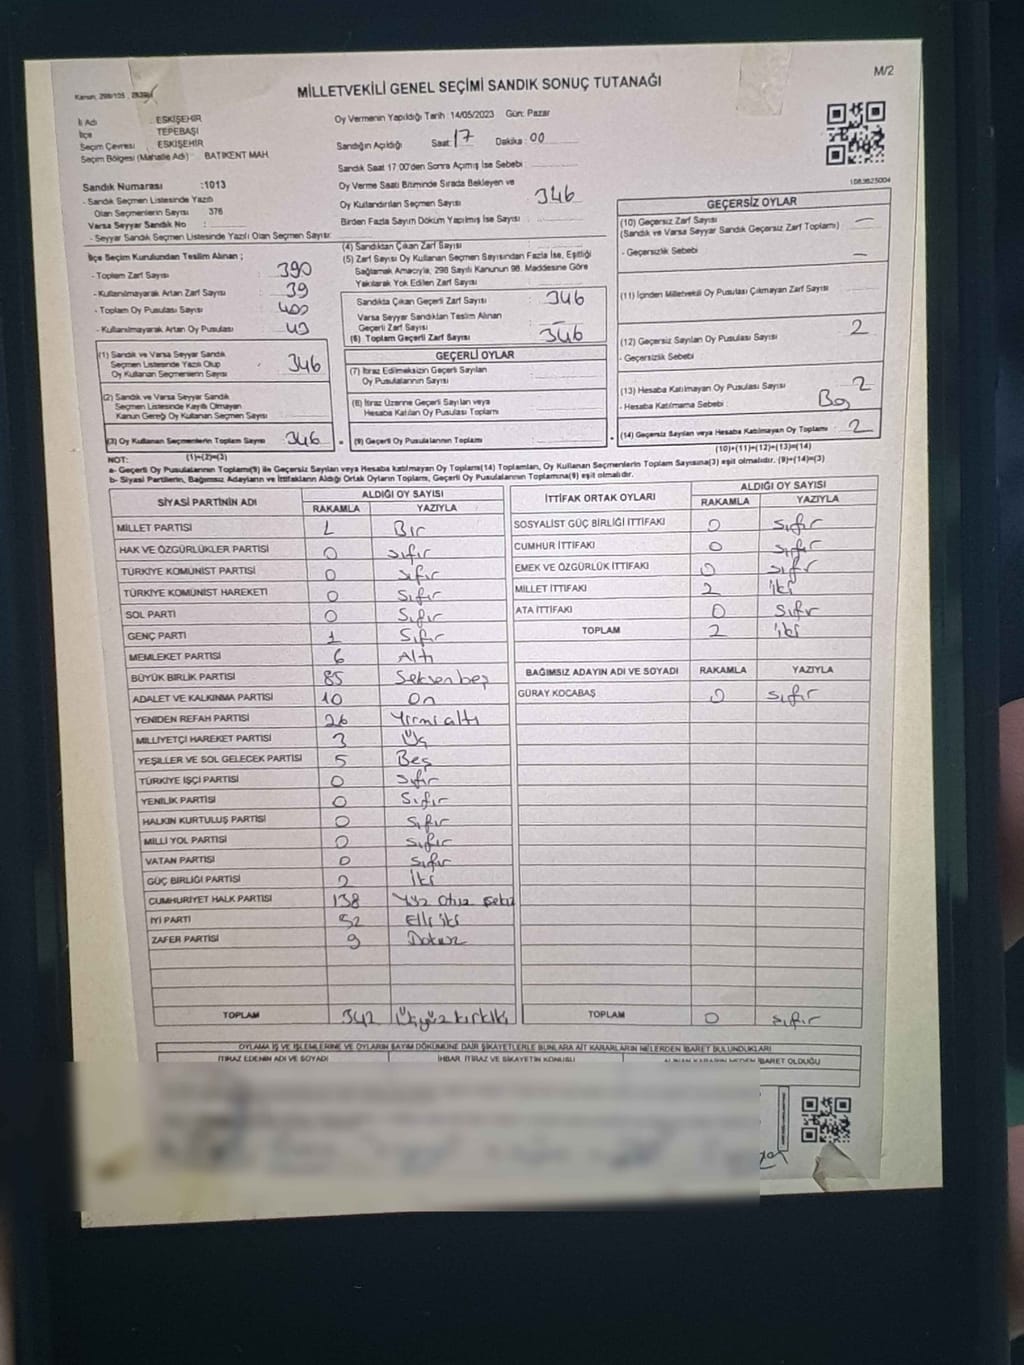 Kanun, 298/105
MİLLETVEKİLİ GENEL SEÇİMİ SANDIK SONUÇ TUTANAĞI
M/2
İl Adı : ESKİŞEHİR
İlçe : TEPEBAŞI
Seçim Çevresi : ESKİŞEHİR
Seçim Bölgesi (Mahalle Adı) : BATIKENT MAH
Oy Vermenin Yapıldığı Tarih : 14/05/2023 Gün: Pazar
Sandığın Açıldığı Saat: 17 Dakika : 00
Sandık Saat 17.00'den Sonra Açımış İse Sebebi
Sandık Numarası :1013
- Sandık Seçmen Listesinde Yazılı
Olan Seçmenlerin Sayısı : 376
Varsa Seyyar Sandık No :
- Seyyar Sandık Seçmen Listesinde Yazılı Olan Seçmen Sayısı:
Oy Verme Saati Bitiminde Sırada Bekleyen ve
Oy Kullandırılan Seçmen Sayısı : 346
Birden Fazla Sayım Döküm Yapılmış İse Sayısı :
1083825004
İlçe Seçim Kurulundan Teslim Alınan ;
- Toplam Zarf Sayısı : 390
- Kullanılmayarak Artan Zarf Sayısı : 39
- Toplam Oy Pusulası Sayısı : 400
- Kullanılmayarak Artan Oy Pusulası : 49
(1) Sandık ve Varsa Seyyar Sandık
Seçmen Listesinde Yazılı Olup
Oy Kullanan Seçmenlerin Sayısı : 346
(2) Sandık ve Varsa Seyyar Sandık
Seçmen Listesinde Kayıtlı Olmayan
Kanun Gereği Oy Kullanan Seçmen Sayısı :
(3) Oy Kullanan Seçmenlerin Toplam Sayısı : 346
(4) Sandıktan Çıkan Zarf Sayısı :
(5) Zarf Sayısı Oy Kullanan Seçmen Sayısından Fazla İse, Eşitliği
Sağlamak Amacıyla, 298 Sayılı Kanunun 98. Maddesine Göre
Yakılarak Yok Edilen Zarf Sayısı :
Sandıkta Çıkan Geçerli Zarf Sayısı : 346
Varsa Seyyar Sandıktan Teslim Alınan
Geçerli Zarf Sayısı : —
(6) Toplam Geçerli Zarf Sayısı : 346
GEÇERLİ OYLAR
(7) İtiraz Edilmeksizin Geçerli Sayılan
Oy Pusulalarının Sayısı :
(8) İtiraz Üzerine Geçerli Sayılan veya
Hesaba Katılan Oy Pusulası Toplamı :
= (9) Geçerli Oy Pusulalarının Toplamı :
GEÇERSİZ OYLAR
(10) Geçersiz Zarf Sayısı : —
(Sandık ve Varsa Seyyar Sandık Geçersiz Zarf Toplamı)
- Geçersizlik Sebebi : —
(11) İçinden Milletvekili Oy Pusulası Çıkmayan Zarf Sayısı :
(12) Geçersiz Sayılan Oy Pusulası Sayısı : 2
- Geçersizlik Sebebi :
(13) Hesaba Katılmayan Oy Pusulası Sayısı : 2
- Hesaba Katılmama Sebebi :
+ (14) Geçersiz Sayılan veya Hesaba Katılmayan Oy Toplamı : 2
NOT: (1)+(2)=(3)
(10)+(11)+(12)+(13)=(14)
a- Geçerli Oy Pusulalarının Toplamı(9) ile Geçersiz Sayılan veya Hesaba katılmayan Oy Toplamı(14) Toplamları, Oy Kullanan Seçmenlerin Toplam Sayısına(3) eşit olmalıdır. (9)+(14)=(3)
b- Siyasi Partilerin, Bağımsız Adayların ve İttifakların Aldığı Ortak Oyların Toplamı, Geçerli Oy Pusulalarının Toplamına(9) eşit olmalıdır.
SİYASİ PARTİNİN ADI ALDIĞI OY SAYISI
RAKAMLA YAZIYLA
MİLLET PARTİSİ 1 Bir
HAK VE ÖZGÜRLÜKLER PARTİSİ 0 sıfır
TÜRKİYE KOMÜNİST PARTİSİ 0 sıfır
TÜRKİYE KOMÜNİST HAREKETİ 0 Sıfır
SOL PARTİ 0 Sıfır
GENÇ PARTİ 1 Sıfır
MEMLEKET PARTİSİ 6 Altı
BÜYÜK BİRLİK PARTİSİ 85 Seksenbeş
ADALET VE KALKINMA PARTİSİ 10 On
YENİDEN REFAH PARTİSİ 26 Yirmialtı
MİLLİYETÇİ HAREKET PARTİSİ 3 Üç
YEŞİLLER VE SOL GELECEK PARTİSİ 5 Beş
TÜRKİYE İŞÇİ PARTİSİ 0 sıfır
YENİLİK PARTİSİ 0 Sıfır
HALKIN KURTULUŞ PARTİSİ 0 Sıfır
MİLLİ YOL PARTİSİ 0 sıfır
VATAN PARTİSİ 0 sıfır
GÜÇ BİRLİĞİ PARTİSİ 2 İki
CUMHURİYET HALK PARTİSİ 138 Yüz Otuz seki
İYİ PARTİ 52 Elli iki
ZAFER PARTİSİ 9 Dokuz
TOPLAM 342 Üçyüzkırkiki
İTTİFAK ORTAK OYLARI ALDIĞI OY SAYISI
RAKAMLA YAZIYLA
SOSYALİST GÜÇ BİRLİĞİ İTTİFAKI 0 sıfır
CUMHUR İTTİFAKI 0 sıfır
EMEK VE ÖZGÜRLÜK İTTİFAKI 0 sıfır
MİLLET İTTİFAKI 2 iki
ATA İTTİFAKI 0 Sıfır
TOPLAM 2 iki
BAĞIMSIZ ADAYIN ADI VE SOYADI RAKAMLA YAZIYLA
GÜRAY KOCABAŞ 0 sıfır
TOPLAM 0 sıfır
OYLAMA İŞ VE İŞLEMLERİNE VE OYLARIN SAYIM DÖKÜMÜNE DAİR ŞİKAYETLERLE BUNLARA AİT KARARLARIN NELERDEN İBARET BULUNDUKLARI
İTİRAZ EDENİN ADI VE SOYADI İHBAR, İTİRAZ VE ŞİKAYETİN KONUSU ALINAN KARARIN NEDEN İBARET OLDUĞU